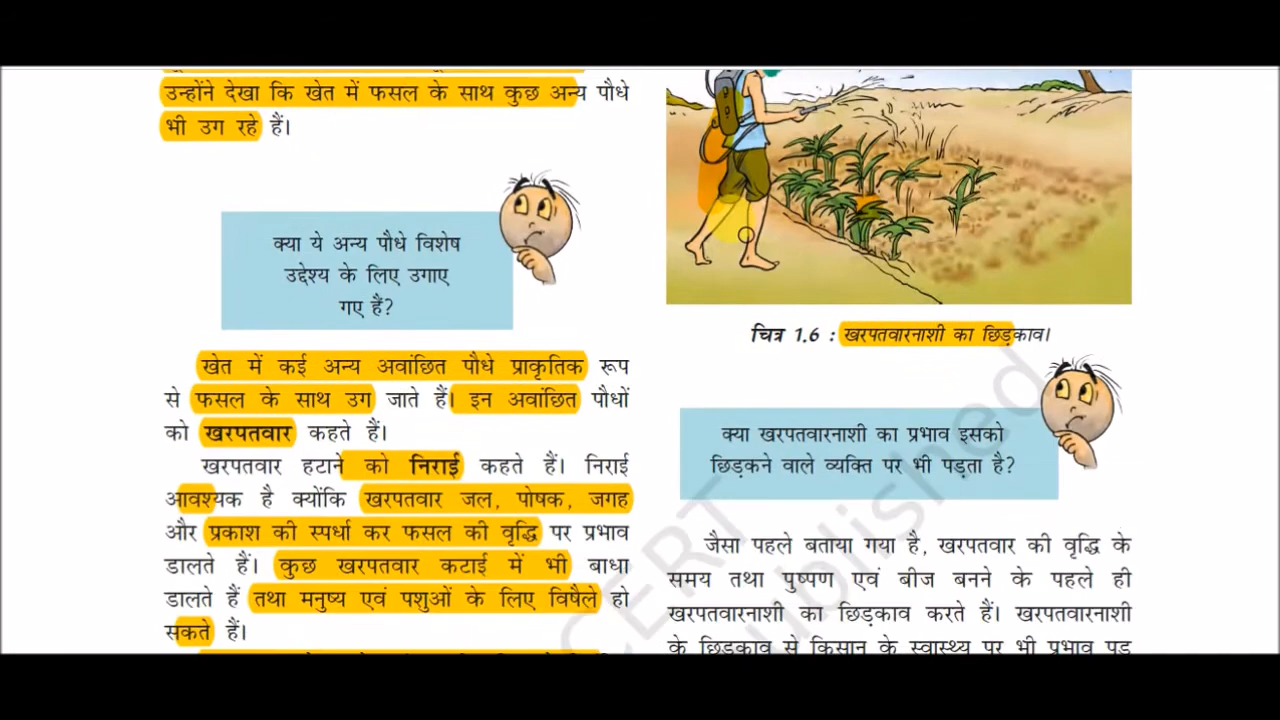 उन्होंने देखा कि खेत में फसल के साथ कुछ अन्य पौधे
भी उग रहे हैं।
क्या ये अन्य पौधे विशेष
उद्देश्य के लिए उगाए
गए हैं?
खेत में कई अन्य अवांछित पौधे प्राकृतिक रूप
से फसल के साथ उग जाते हैं। इन अवांछित पौधों
को खरपतवार कहते हैं।
खरपतवार हटाने को निराई कहते हैं। निराई
आवश्यक है क्योंकि खरपतवार जल, पोषक, जगह
और प्रकाश की स्पर्धा कर फसल की वृद्धि पर प्रभाव
डालते हैं। कुछ खरपतवार कटाई में भी बाधा
डालते हैं तथा मनुष्य एवं पशुओं के लिए विषैले हो
सकते हैं।
चित्र 1.6 : खरपतवारनाशी का छिड़काव।
क्या खरपतवारनाशी का प्रभाव इसको
छिड़कने वाले व्यक्ति पर भी पड़ता है?
जैसा पहले बताया गया है, खरपतवार की वृद्धि के
समय तथा पुष्पण एवं बीज बनने के पहले ही
खरपतवारनाशी का छिड़काव करते हैं। खरपतवारनाशी
के छिड़काव से किसान के स्वास्थ्य पर भी प्रभाव पड़